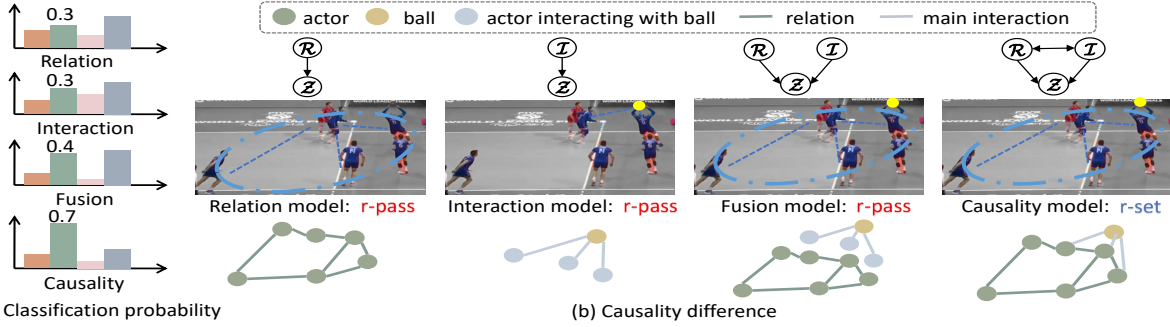 actor ball actor interacting with ball relation main interaction
0.3
Relation
0.3
Interaction
0.4
Fusion
0.7
Causality
Classification probability
R
Z
I
Z
R I
Z
R I
Z
Relation model: r-pass
Interaction model: r-pass
Fusion model: r-pass
Causality model: r-set
(b) Causality difference